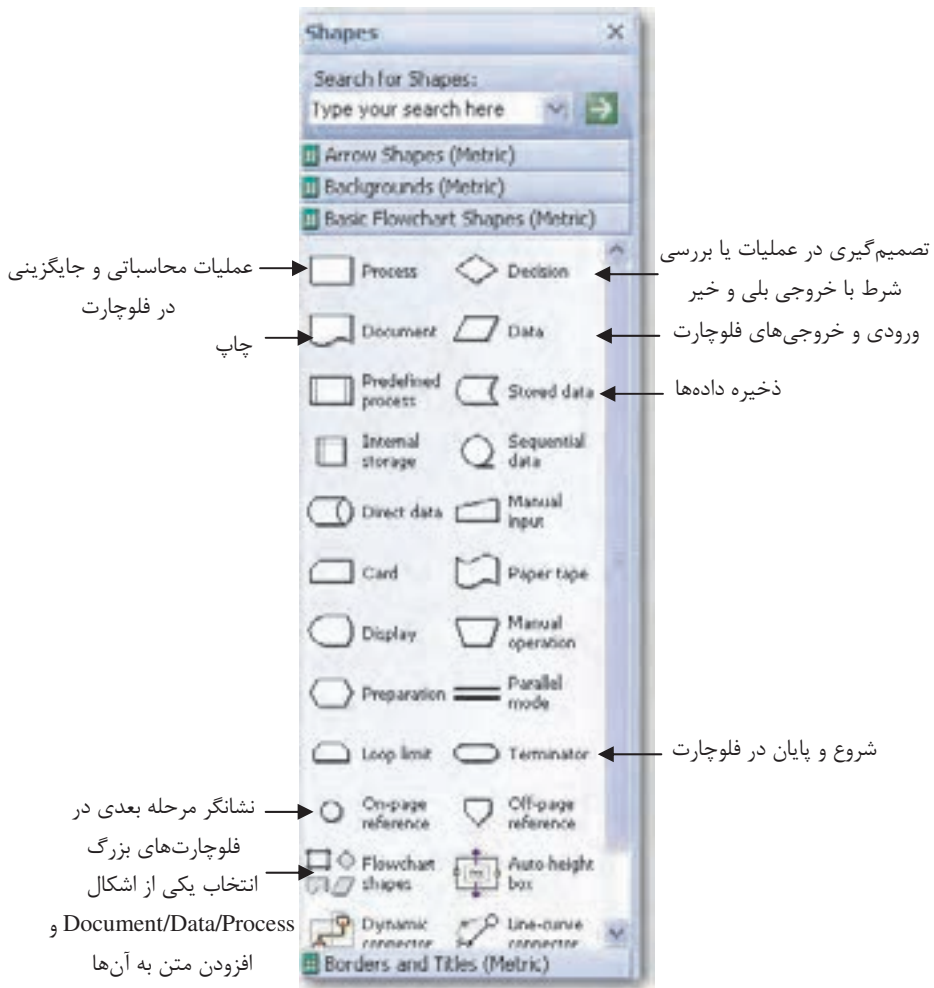 Shapes
Search for Shapes:
Type your search here
Arrow Shapes (Metric)
Backgrounds (Metric)
Basic Flowchart Shapes (Metric)
Process
Decision
Document
Data
Predefined
process
Stored data
Internal
storage
Sequential
data
Direct data
Manual
input
Card
Paper tape
Display
Manual
operation
Preparation
Parallel
mode
Loop limit
Terminator
On-page
reference
Off-page
reference
Flowchart
shapes
Auto-height
box
Dynamic
connector
Line-curve
connector
Borders and Titles (Metric)
تصمیم‌گیری در عملیات یا بررسی
شرط با خروجی بلی و خیر
ورودی و خروجی‌های فلوچارت
ذخیره داده‌ها
شروع و پایان در فلوچارت
عملیات محاسباتی و جایگزینی
در فلوچارت
چاپ
نشانگر مرحله بعدی در
فلوچارت‌های بزرگ
انتخاب یکی از اشکال
Document/Data/Process و
افزودن متن به آن‌ها